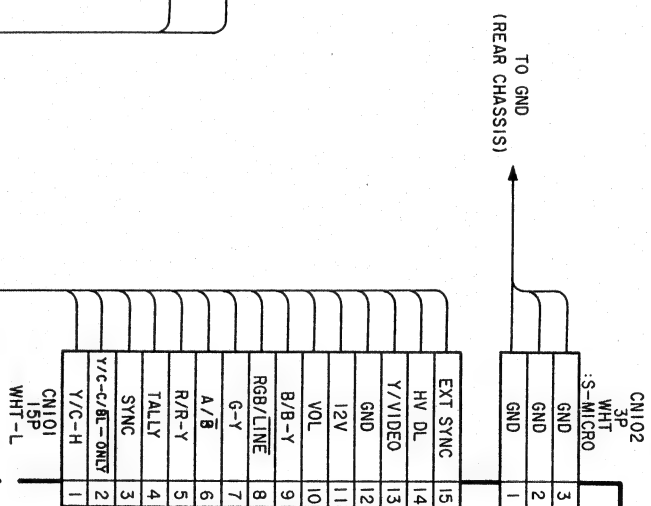 TO GND
(REAR CHASSIS)
CN102
3P
WHT
:S-MICRO
GND 3
GND 2
GND 1
EXT SYNC 15
HV DL 14
Y/VIDEO 13
GND 12
12V 11
VOL 10
B/B-Y 9
RGB/L̅I̅N̅E̅ 8
G-Y 7
A/B̅ 6
R/R-Y 5
TALLY 4
SYNC 3
Y/C-C/BL-ONLY 2
Y/C-H 1
CN101
15P
WHT-L